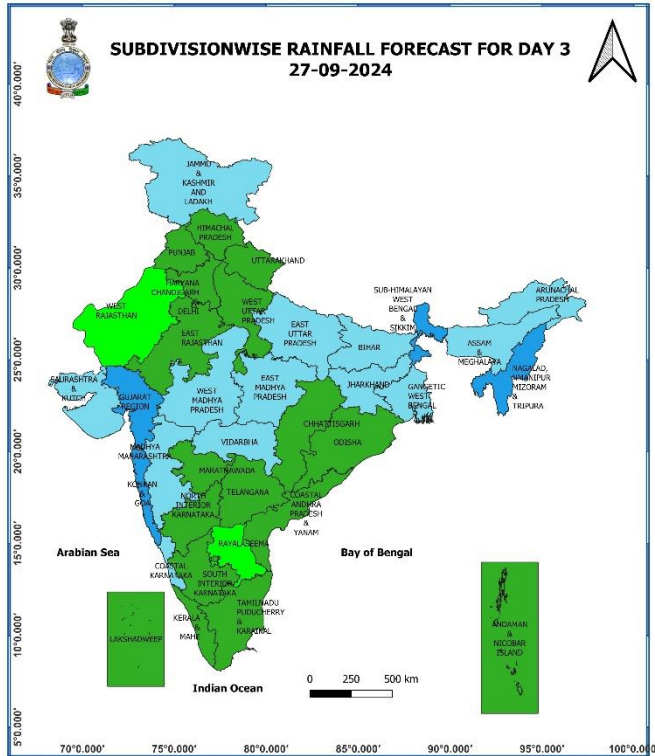 SUBDIVISIONWISE RAINFALL FORECAST FOR DAY 3
27-09-2024
40°0.000'
35°0.000'
30°0.000'
25°0.000'
20°0.000'
15°0.000'
10°0.000'
5°0.000'
JAMMU
&
KASHMIR
AND
LADAKH
HIMACHAL
PRADESH
PUNJAB
UTTARAKHAND
HARYANA
CHANDIGARH
DELHI
WEST
RAJASTHAN
EAST
RAJASTHAN
WEST
UTTAR
PRADESH
EAST
UTTAR
PRADESH
BIHAR
SUB-HIMALAYAN
WEST
BENGAL
&
SIKKIM
ARUNACHAL
PRADESH
ASSAM
&
MEGHALAYA
NAGALAD,
MANIPUR
MIZORAM
&
TRIPURA
SAURASHTRA
&
KUTCH
GUJARAT
REGION
WEST
MADHYA
PRADESH
EAST
MADHYA
PRADESH
JHARKHAND
GANGETIC
WEST
BENGAL
CHHATTISGARH
ODISHA
VIDARBHA
MADHYA
MAHARASHTRA
KONKAN
&
GOA
MARATHAWADA
TELANGANA
NORTH
INTERIOR
KARNATAKA
COASTAL
ANDHRA
PRADESH
&
YANAM
RAYALASEEMA
COASTAL
KARNATAKA
SOUTH
INTERIOR
KARNATAKA
TAMILNADU
PUDUCHERRY
&
KARAIKAL
KERALA
&
MAHE
LAKSHADWEEP
ANDAMAN
&
NICOBAR
ISLAND
Arabian Sea
Bay of Bengal
Indian Ocean
0 250 500 km
70°0.000' 75°0.000' 80°0.000' 85°0.000' 90°0.000' 95°0.000' 100°0.000'